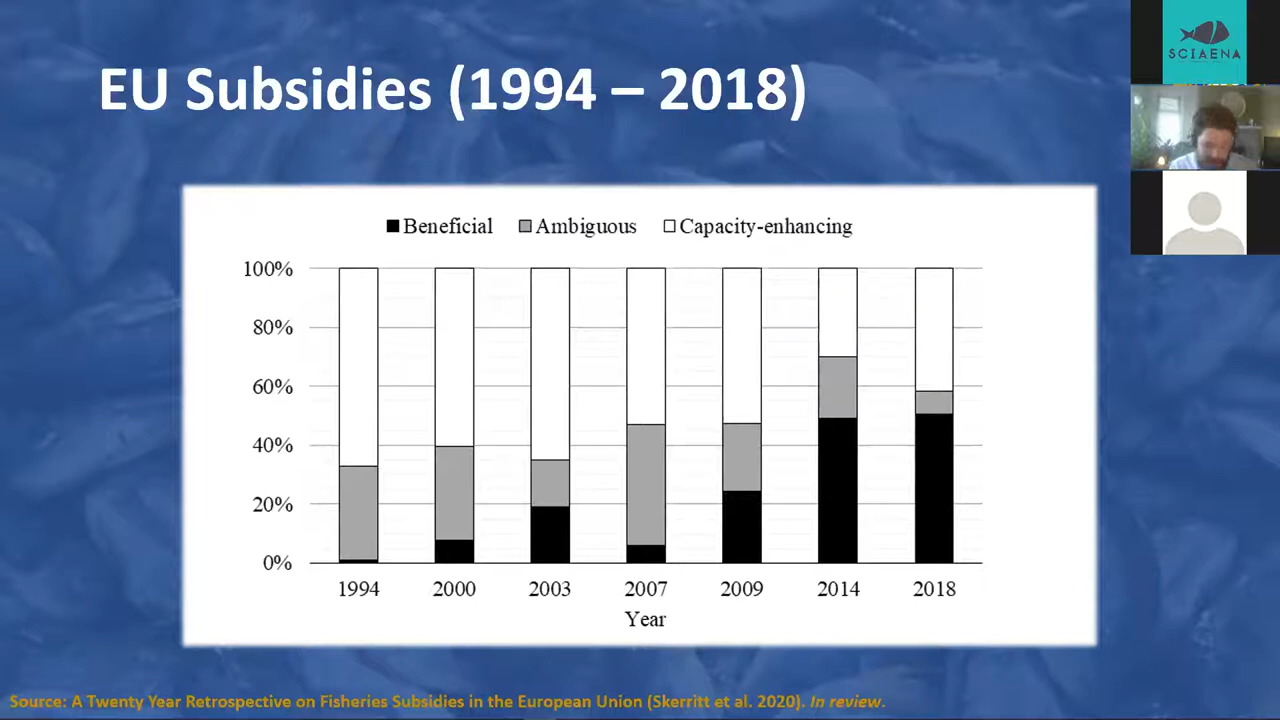 EU Subsidies (1994 – 2018)
SCIAENA
Beneficial Ambiguous Capacity-enhancing
100%
80%
60%
40%
20%
0%
1994 2000 2003 2007 2009 2014 2018
Year
Source: A Twenty Year Retrospective on Fisheries Subsidies in the European Union (Skerritt et al. 2020). In review.